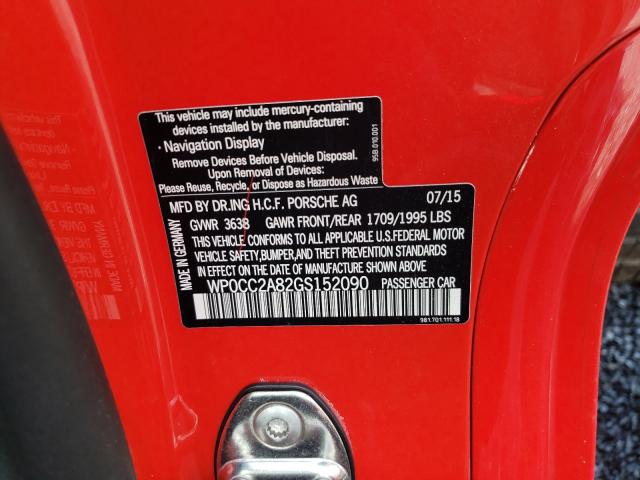 This vehicle may include mercury-containing
devices installed by the manufacturer:
· Navigation Display
Remove Devices Before Vehicle Disposal.
Upon Removal of Devices:
Please Reuse, Recycle, or Dispose as Hazardous Waste
95B.010.001
MADE IN GERMANY
MFD BY DR.ING H.C.F. PORSCHE AG 07/15
GVWR 3638 GAWR FRONT/REAR 1709/1995 LBS
THIS VEHICLE CONFORMS TO ALL APPLICABLE U.S.FEDERAL MOTOR
VEHICLE SAFETY,BUMPER,AND THEFT PREVENTION STANDARDS
IN EFFECT ON THE DATE OF MANUFACTURE SHOWN ABOVE.
WP0CC2A82GS152090 PASSENGER CAR
981.701.111.18